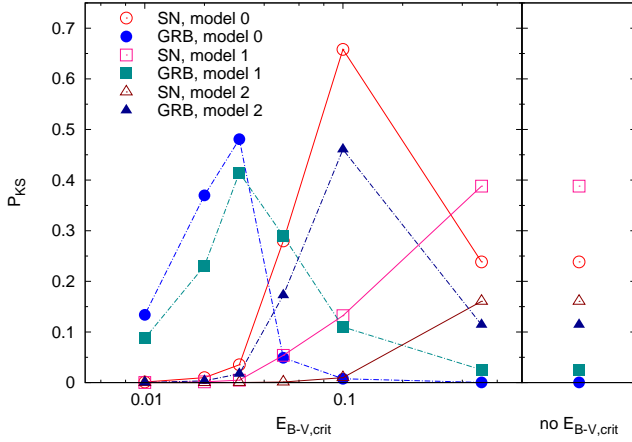 SN, model 0
GRB, model 0
SN, model 1
GRB, model 1
SN, model 2
GRB, model 2
0.7
0.6
0.5
0.4
0.3
0.2
0.1
0
P_KS
0.01
0.1
E_B-V,crit
no E_B-V,crit